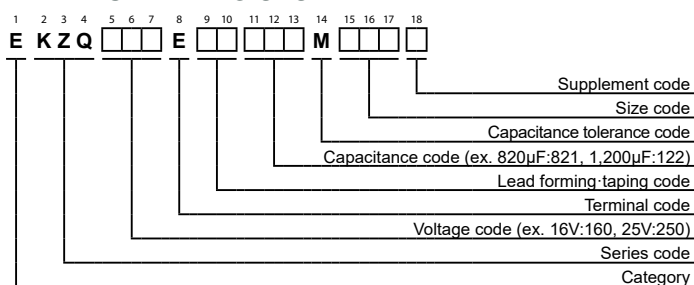 1 2 3 4 5 6 7 8 9 10 11 12 13 14 15 16 17 18
E K Z Q E M
Supplement code
Size code
Capacitance tolerance code
Capacitance code (ex. 820μF:821, 1,200μF:122)
Lead forming·taping code
Terminal code
Voltage code (ex. 16V:160, 25V:250)
Series code
Category